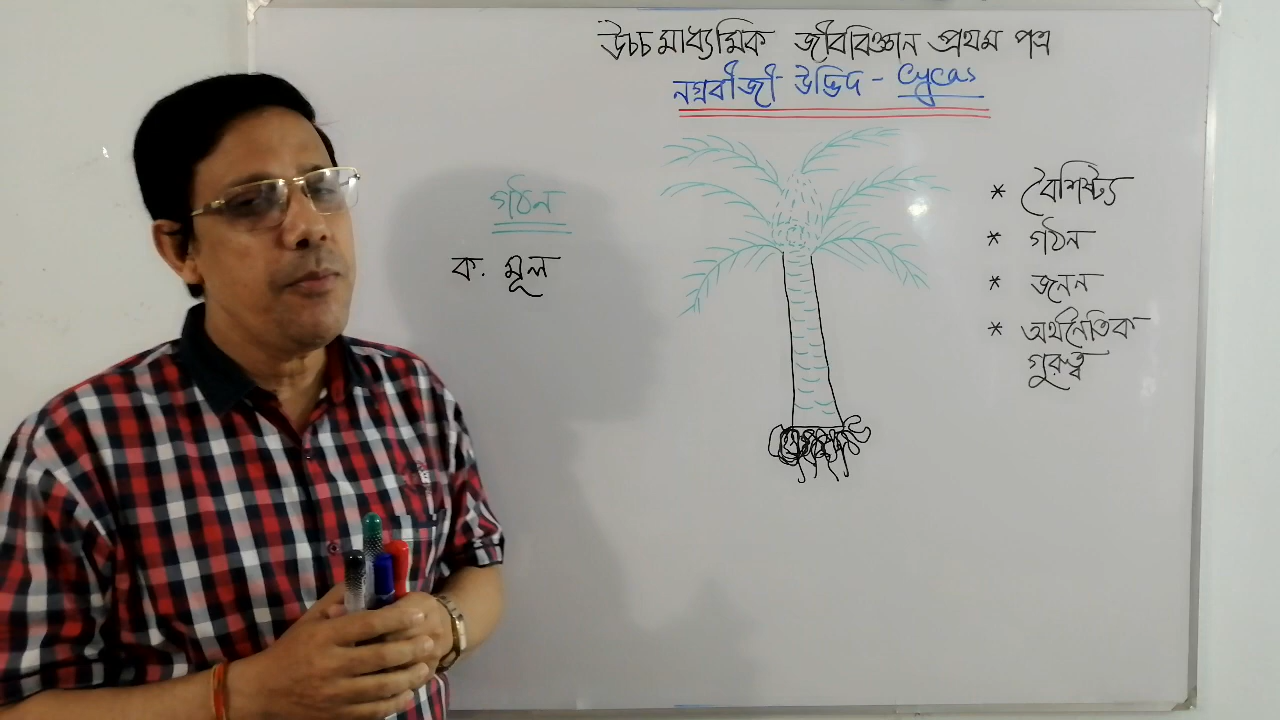 উচ্চ মাধ্যমিক জীববিজ্ঞান প্রথম পত্র
নগ্নবীজী উদ্ভিদ - Cycas
গঠন
ক. মূল
* বৈশিষ্ট্য
* গঠন
* জনন
* অর্থনৈতিক
গুরুত্ব